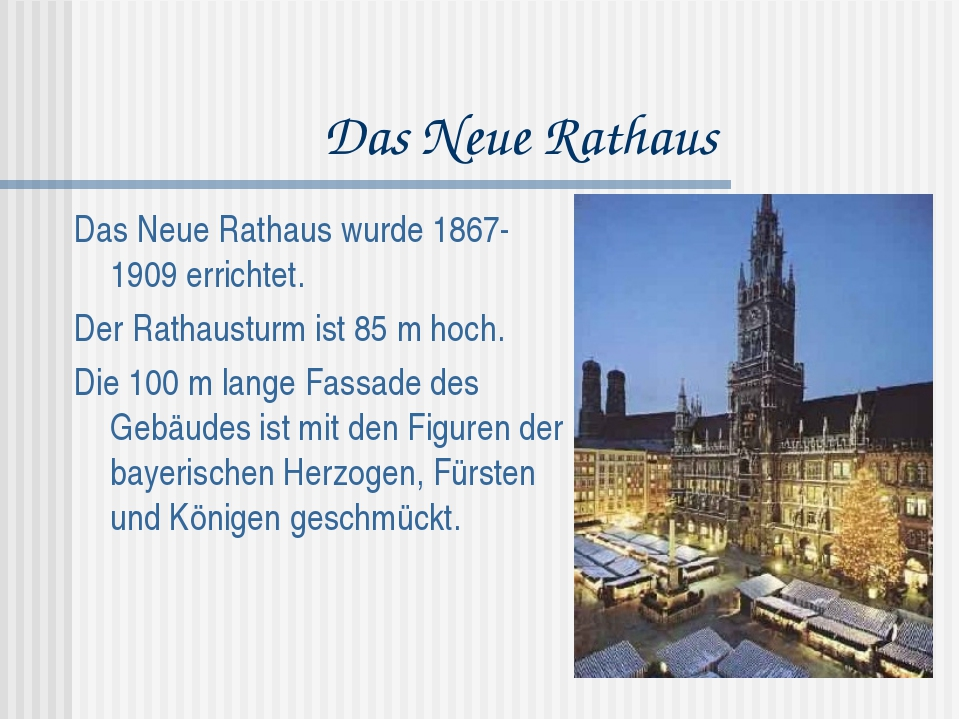 Das Neue Rathaus
Das Neue Rathaus wurde 1867-
1909 errichtet.
Der Rathausturm ist 85 m hoch.
Die 100 m lange Fassade des
Gebäudes ist mit den Figuren der
bayerischen Herzogen, Fürsten
und Königen geschmückt.